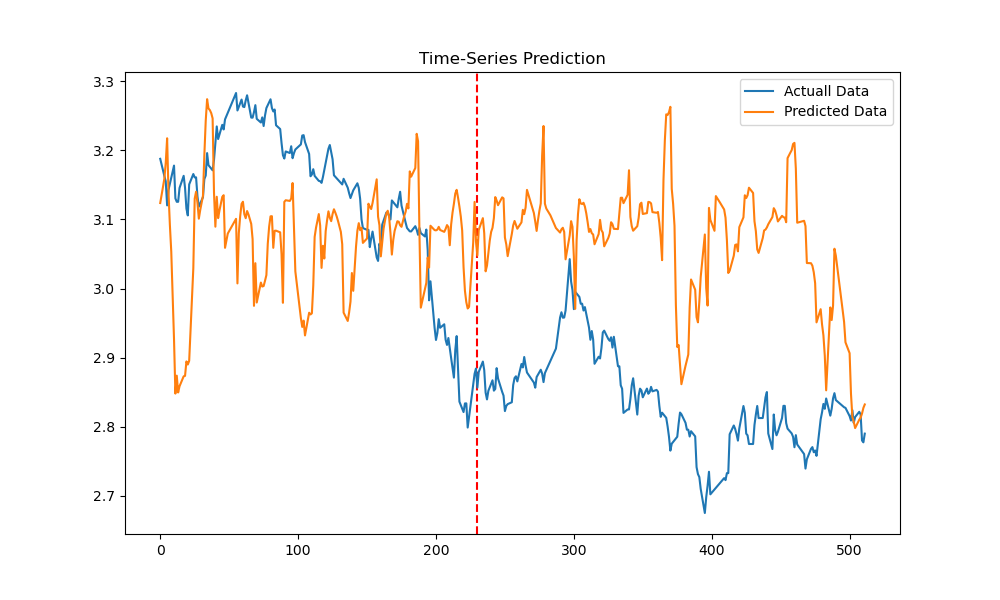 Time-Series Prediction
Actuall Data
Predicted Data
3.3
3.2
3.1
3.0
2.9
2.8
2.7
0 100 200 300 400 500